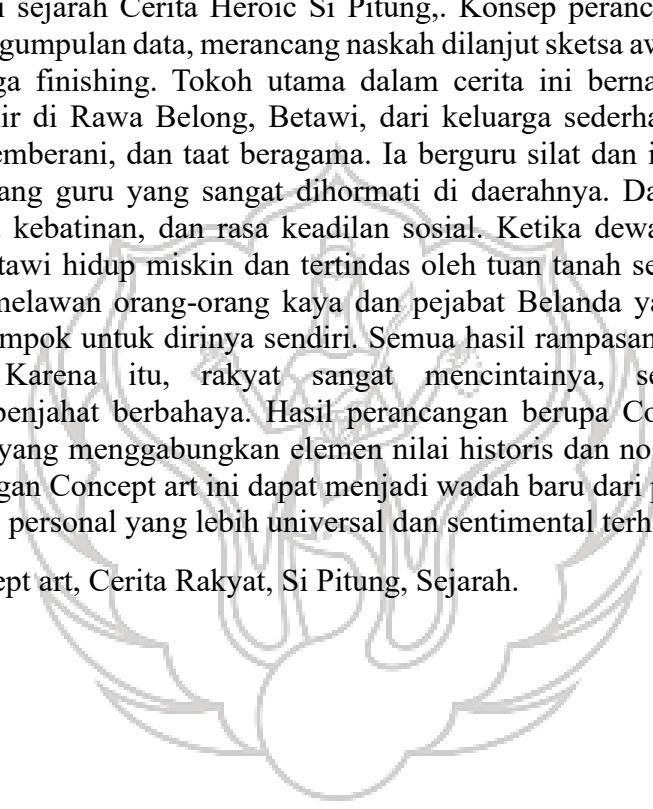 i sejarah Cerita Heroic Si Pitung,. Konsep peranc
gumpulan data, merancang naskah dilanjut sketsa aw
ga finishing. Tokoh utama dalam cerita ini berna
ir di Rawa Belong, Betawi, dari keluarga sederha
emberani, dan taat beragama. Ia berguru silat dan i
ang guru yang sangat dihormati di daerahnya. Da
kebatinan, dan rasa keadilan sosial. Ketika dewa
tawi hidup miskin dan tertindas oleh tuan tanah se
melawan orang-orang kaya dan pejabat Belanda ya
mpok untuk dirinya sendiri. Semua hasil rampasan
Karena itu, rakyat sangat mencintainya, se
penjahat berbahaya. Hasil perancangan berupa Co
yang menggabungkan elemen nilai historis dan no
gan Concept art ini dapat menjadi wadah baru dari p
personal yang lebih universal dan sentimental terh
ept art, Cerita Rakyat, Si Pitung, Sejarah.